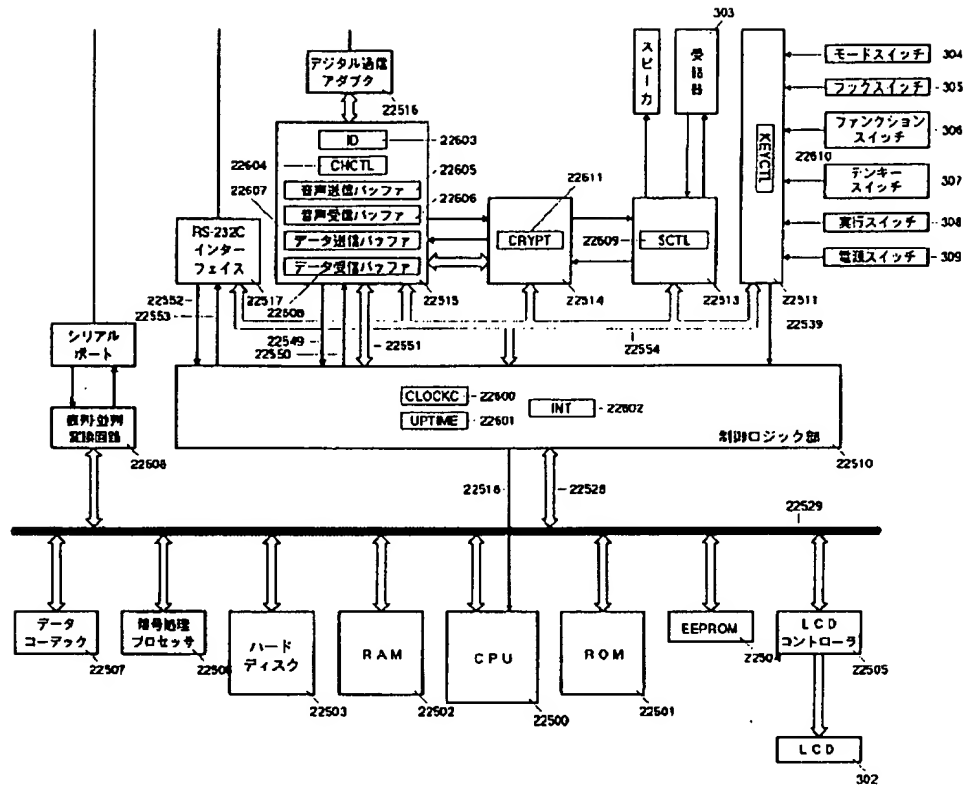 303
デジタル通信
アダプタ
22516
スピーカ
受話器
モードスイッチ 304
フックスイッチ 305
ファンクション
スイッチ 306
テンキー
スイッチ 307
実行スイッチ 308
電源スイッチ 309
KEYCTL
22610
22511
22539
ID 22603
22604 CHCTL 22605
22607 音声送信バッファ 22606
音声受信バッファ
データ送信バッファ
データ受信バッファ
22608
22515
22611
CRYPT
22514
22609 SCTL
22513
RS-232C
インター
フェイス
22517
22552
22553
22549
22550
22551
22554
シリアル
ポート
直列-並列
変換回路
22508
CLOCKC 22600
UPTIME 22601
INT 22602
制御ロジック部
22510
22518
22528
22529
データ
コーデック
22507
信号処理
プロセッサ
22506
ハード
ディスク
22503
RAM
22502
CPU
22500
ROM
22501
EEPROM
22504
LCD
コントローラ
22505
LCD
302